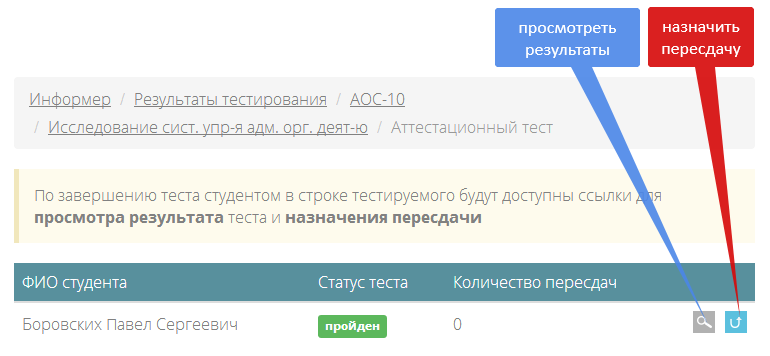 просмотреть
результаты
назначить
пересдачу
Информер / Результаты тестирования / АОС-10
/ Исследование сист. упр-я адм. орг. деят-ю / Аттестационный тест
По завершению теста студентом в строке тестируемого будут доступны ссылки для
просмотра результата теста и назначения пересдачи
ФИО студента Статус теста Количество пересдач
Боровских Павел Сергеевич пройден 0